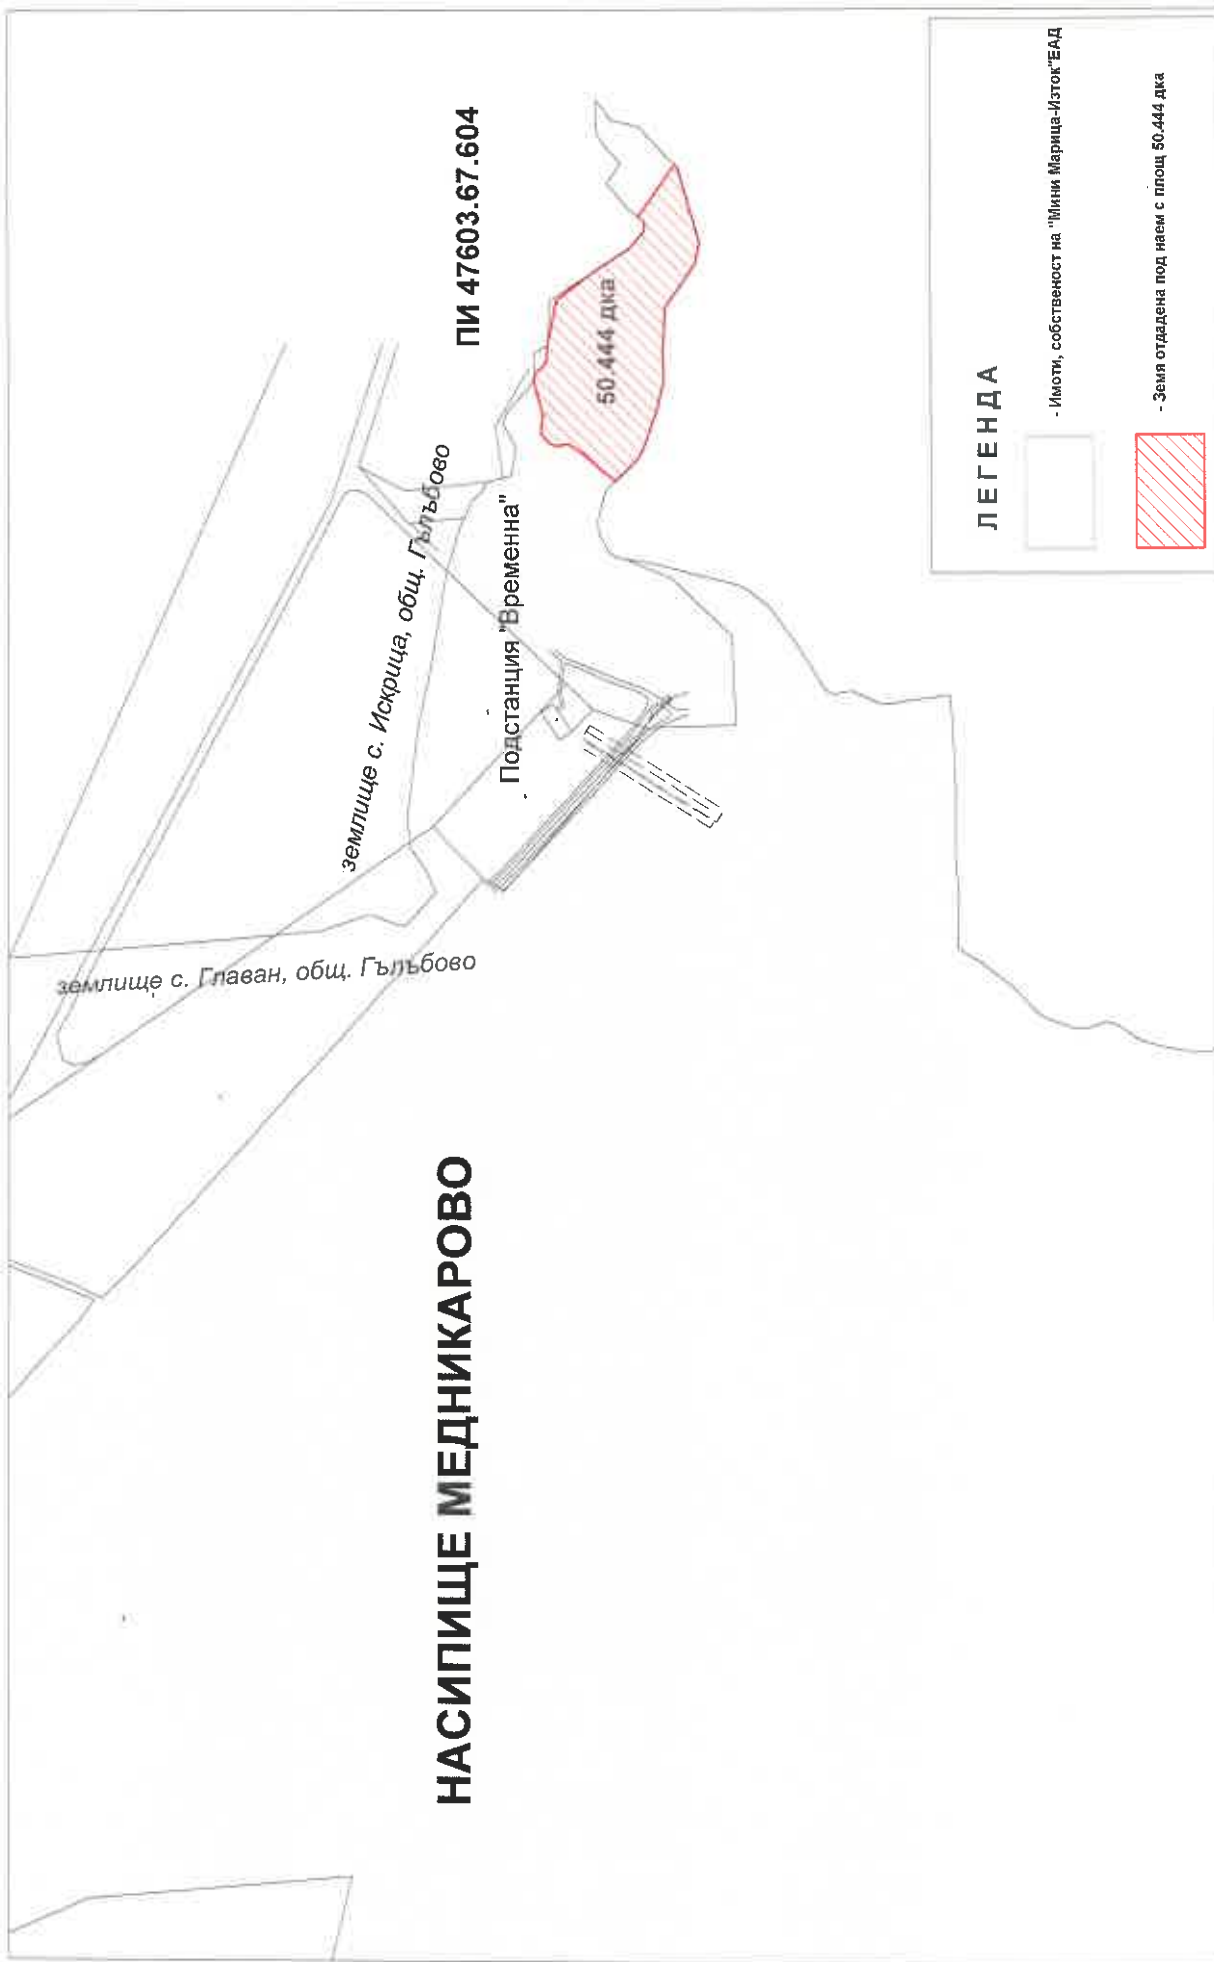 землище с. Главан, общ. Гълъбово
землище с. Искрица, общ. Гълъбово
НАСИПИЩЕ МЕДНИКАРОВО
ПИ 47603.67.604
Подстанция "Временна"
50.444 дка
ЛЕГЕНДА
- Имоти, собственост на "Мини Марица-Изток"ЕАД
- Земя отдадена под наем с площ 50.444 дка